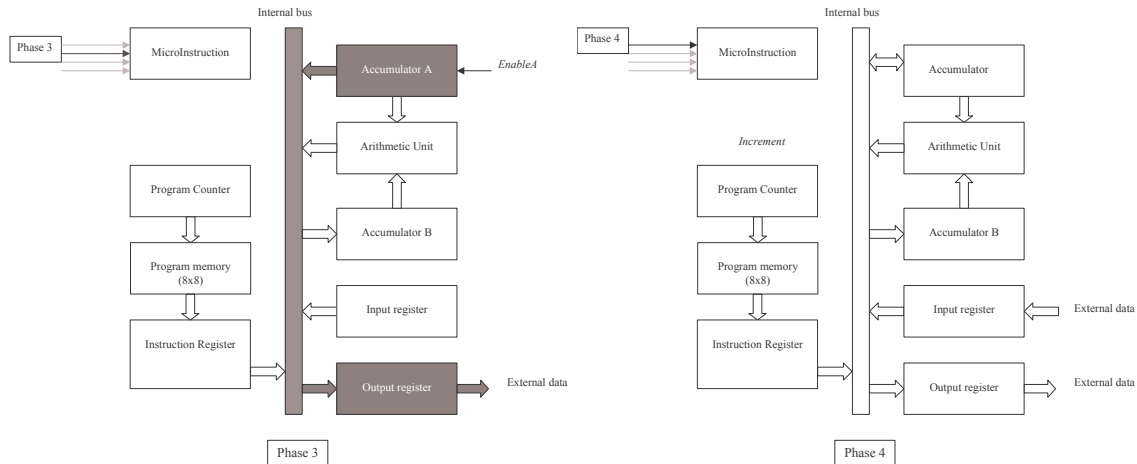 Internal bus
Phase 3
MicroInstruction
Accumulator A
EnableA
Arithmetic Unit
Program Counter
Accumulator B
Program memory
(8x8)
Input register
Instruction Register
Output register
External data
Phase 3
Internal bus
Phase 4
MicroInstruction
Accumulator
Increment
Arithmetic Unit
Program Counter
Accumulator B
Program memory
(8x8)
Input register
External data
Instruction Register
Output register
External data
Phase 4